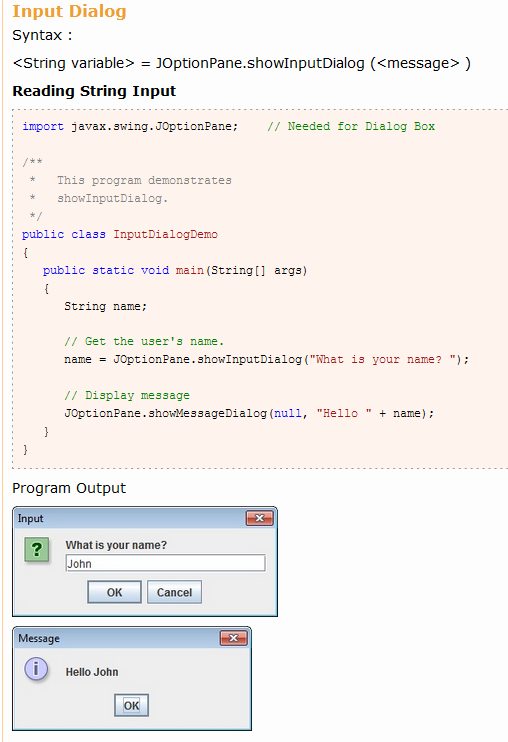 Input Dialog
Syntax :
<String variable> = JOptionPane.showInputDialog (<message> )
Reading String Input
import javax.swing.JOptionPane;    // Needed for Dialog Box
/**
 *   This program demonstrates
 *   showInputDialog.
 */
public class InputDialogDemo
{
   public static void main(String[] args)
   {
      String name;
      // Get the user's name.
      name = JOptionPane.showInputDialog("What is your name? ");
      // Display message
      JOptionPane.showMessageDialog(null, "Hello " + name);
   }
}
Program Output
Input
What is your name?
John
OK Cancel
Message
Hello John
OK